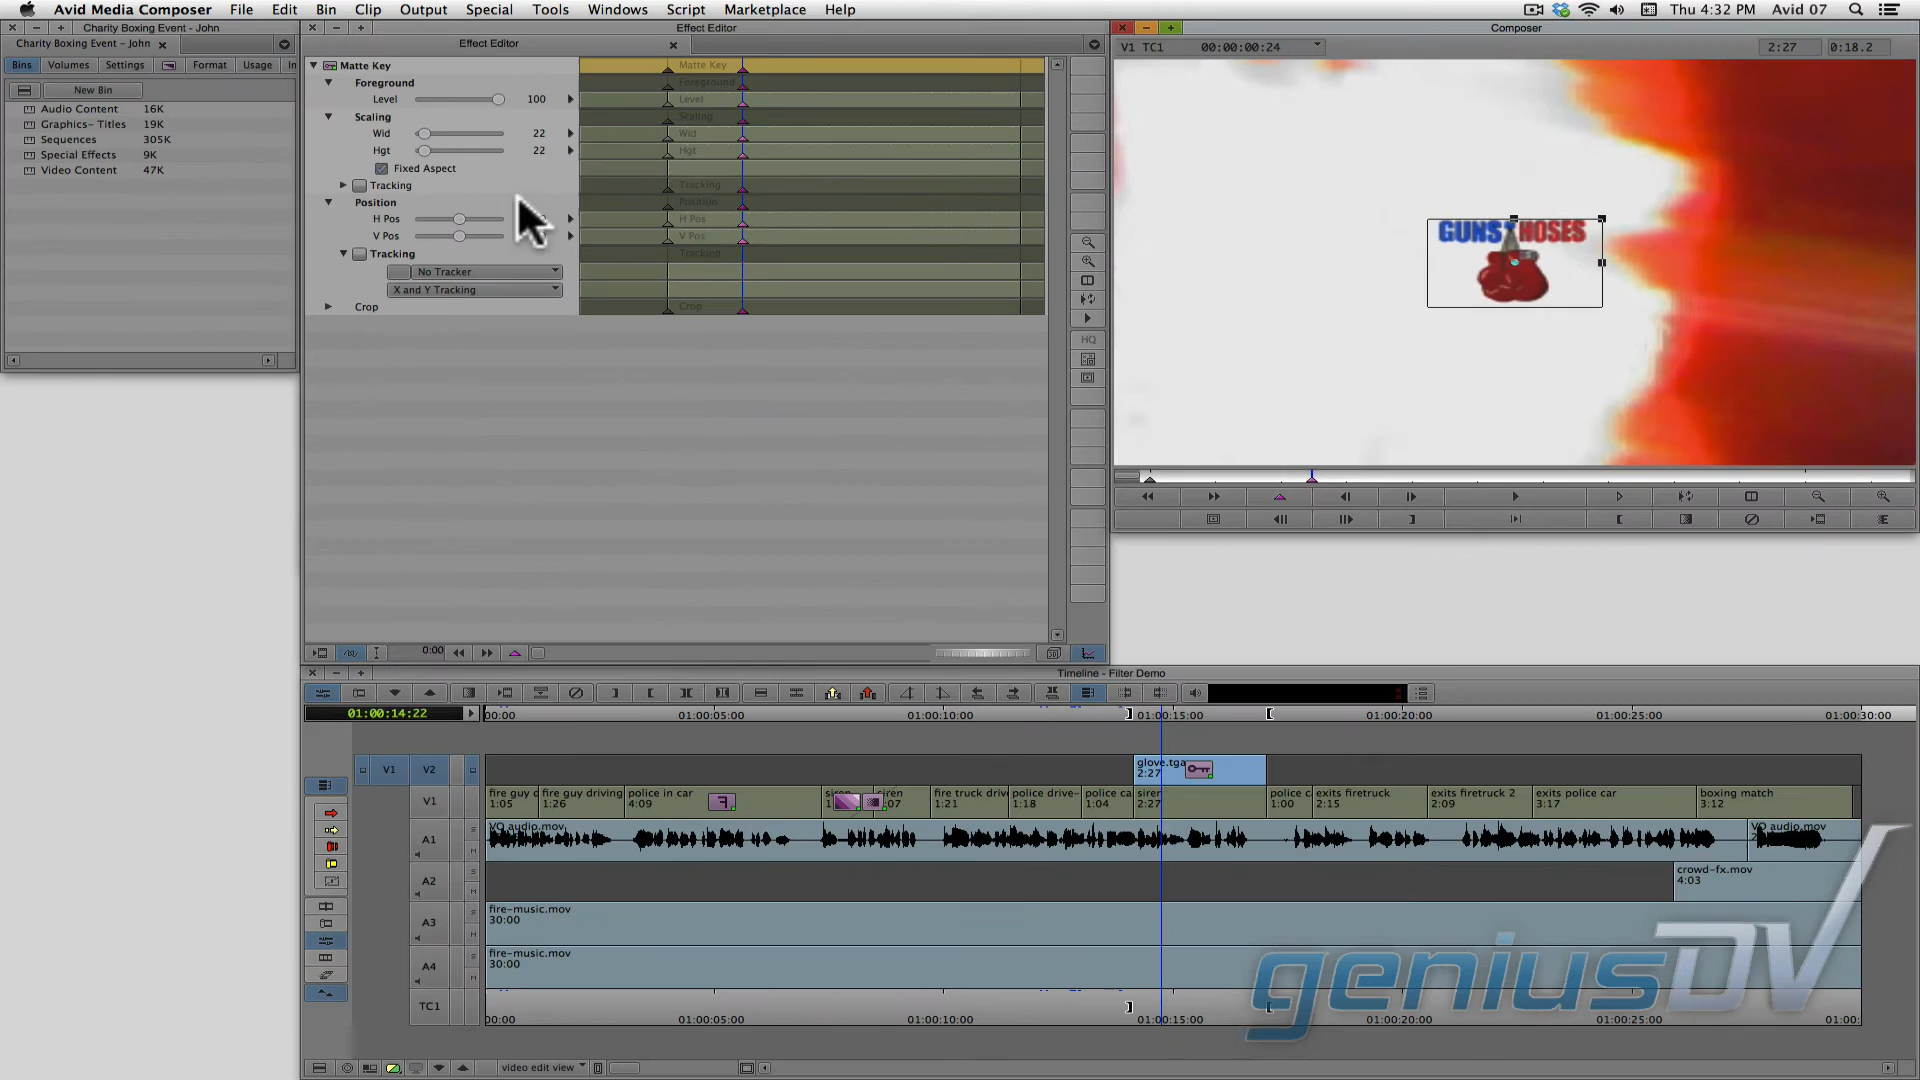 Avid Media Composer File Edit Bin Clip Output Special Tools Windows Script Marketplace Help Thu 4:32 PM Avid 07
Charity Boxing Event - John
Effect Editor
Composer
Charity Boxing Event - John
Effect Editor
V1 TC1 00:00:00:24 2:27 0:18.2
Bins Volumes Settings Format Usage In
New Bin
Audio Content 16K
Graphics- Titles 19K
Sequences 305K
Special Effects 9K
Video Content 47K
Matte Key Matte Key
Foreground Foreground
Level 100 Level
Scaling Scaling
Wid 22 Wid
Hgt 22 Hgt
Fixed Aspect
Tracking Tracking
Position Position
H Pos H Pos
V Pos V Pos
Tracking Tracking
No Tracker
X and Y Tracking
Crop Crop
HQ
GUNS HOSES
0:00
Timeline - Filter Demo
01:00:14:22 00:00 01:00:05:00 01:00:10:00 01:00:15:00 01:00:20:00 01:00:25:00 01:00:30:00
V1 V2 glove.tga
2:27
V1 fire guy d fire guy driving police in car siren fire truck driv police drive- police ca siren police ca exits firetruck exits firetruck 2 exits police car boxing match
1:05 1:26 4:09 :07 1:21 1:18 1:04 2:27 1:00 2:15 2:09 3:17 3:12
A1 VO audio.mov VO audio.mov
S
M
A2 crowd-fx.mov
4:03
S
M
A3 fire-music.mov
30:00
S
M
A4 fire-music.mov
30:00
S
M
TC1 00:00 01:00:05:00 01:00:10:00 01:00:15:00 01:00:20:00 01:00:25:00 01:00:
geniusDV
video edit view